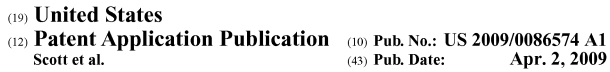 (19) United States
(12) Patent Application Publication (10) Pub. No.: US 2009/0086574 A1
Scott et al. (43) Pub. Date: Apr. 2, 2009